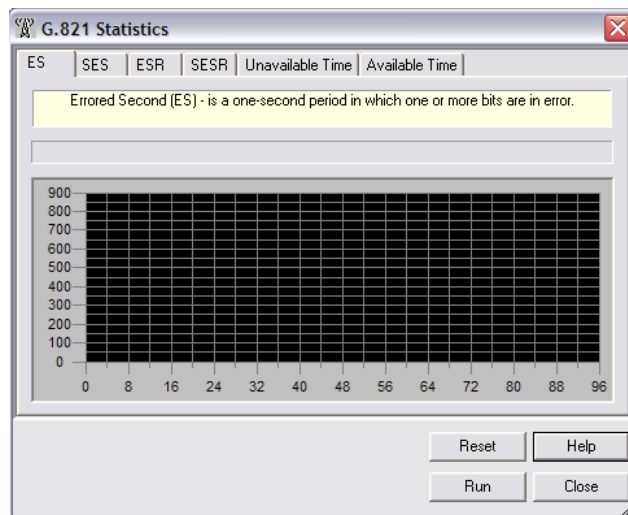 G.821 Statistics
ES SES ESR SESR Unavailable Time Available Time
Errored Second (ES) - is a one-second period in which one or more bits are in error.
900
800
700
600
500
400
300
200
100
0
0 8 16 24 32 40 48 56 64 72 80 88 96
Reset Help
Run Close